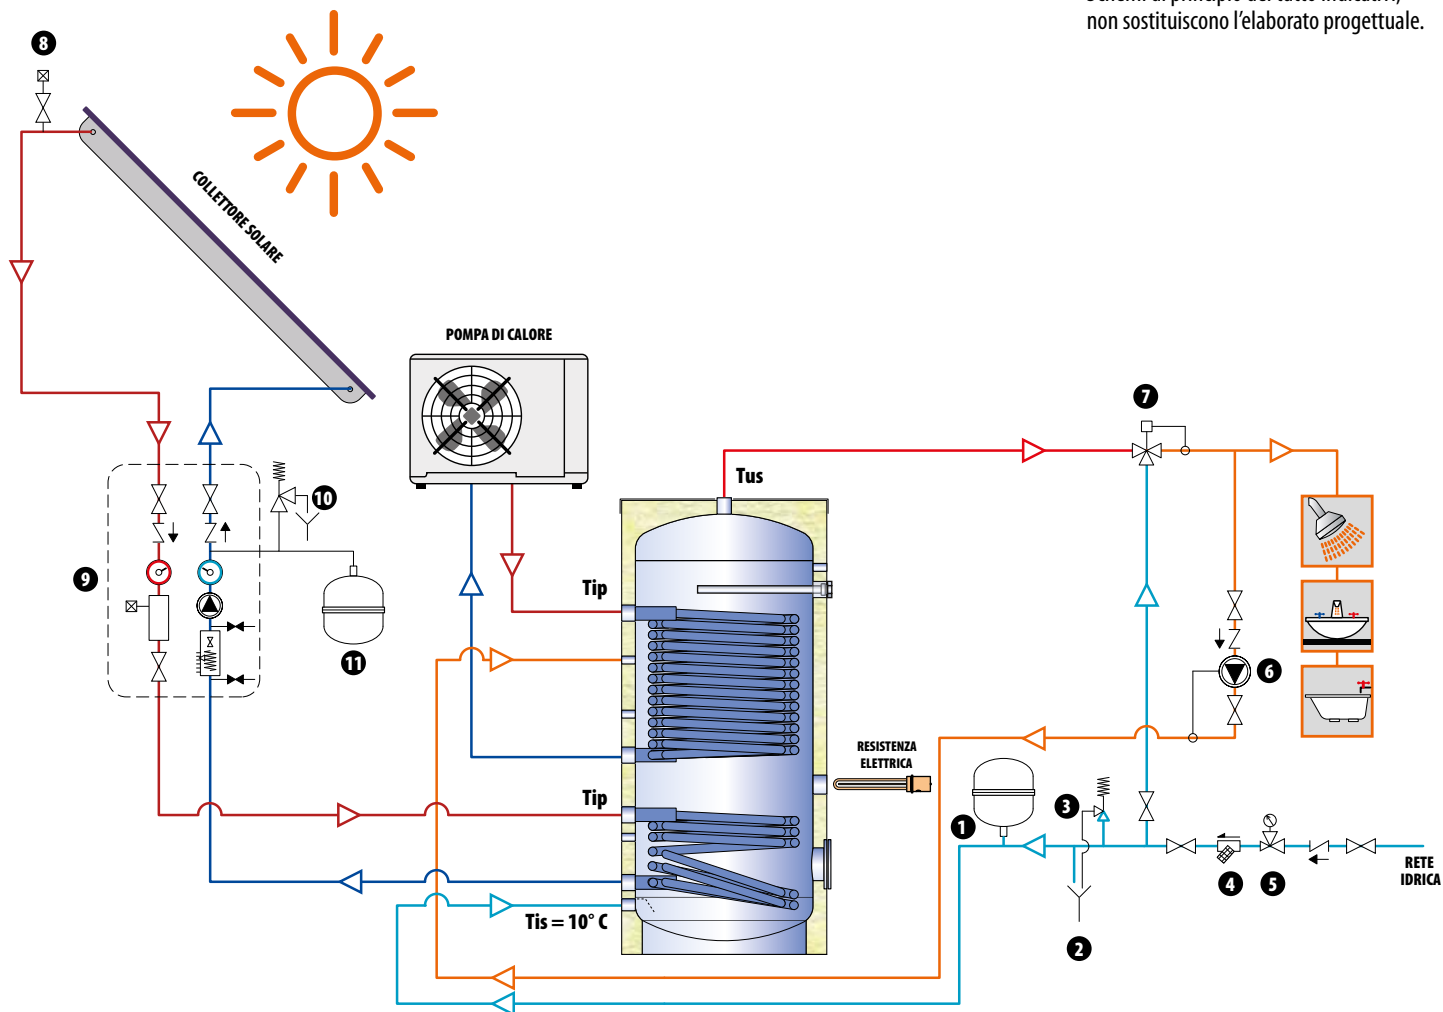 non sostituiscono l'elaborato progettuale.
8
COLLETTORE SOLARE
POMPA DI CALORE
7
Tus
10
9
11
Tip
6
RESISTENZA
ELETTRICA
Tip
3
1
4
5
RETE
IDRICA
Tis = 10° C
2